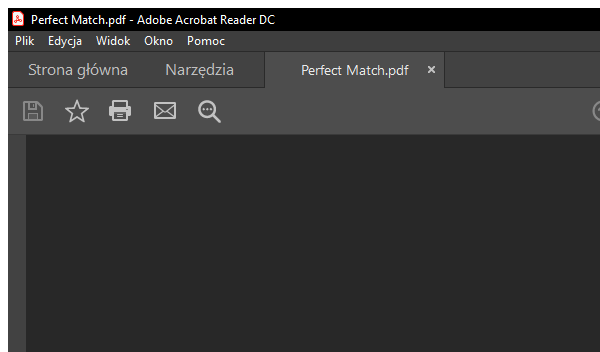 Perfect Match.pdf - Adobe Acrobat Reader DC
Plik Edycja Widok Okno Pomoc
Strona główna Narzędzia Perfect Match.pdf ×